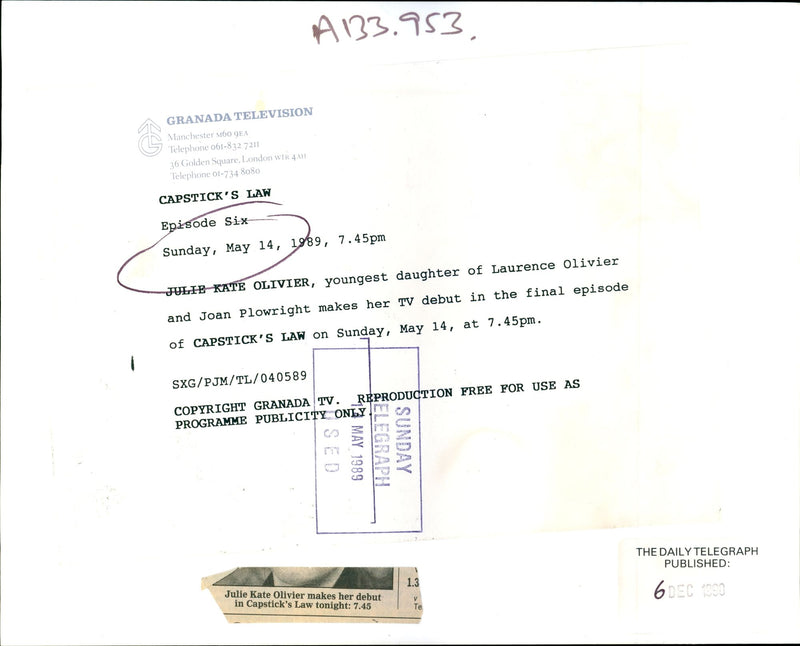 A133.953.
GRANADA TELEVISION
Manchester M60 9EA
Telephone 061-832 7211
36 Golden Square, London W1R 4AH
Telephone 01-734 8080
CAPSTICK'S LAW
Episode Six
Sunday, May 14, 1989, 7.45pm
JULIE KATE OLIVIER, youngest daughter of Laurence Olivier
and Joan Plowright makes her TV debut in the final episode
of CAPSTICK'S LAW on Sunday, May 14, at 7.45pm.
SXG/PJM/TL/040589
COPYRIGHT GRANADA TV. REPRODUCTION FREE FOR USE AS
PROGRAMME PUBLICITY ONLY.
SUNDAY
TELEGRAPH
14 MAY 1989
USED
THE DAILY TELEGRAPH
PUBLISHED:
6 DEC 1990
Julie Kate Olivier makes her debut
in Capstick's Law tonight: 7.45
1.3
v
Te